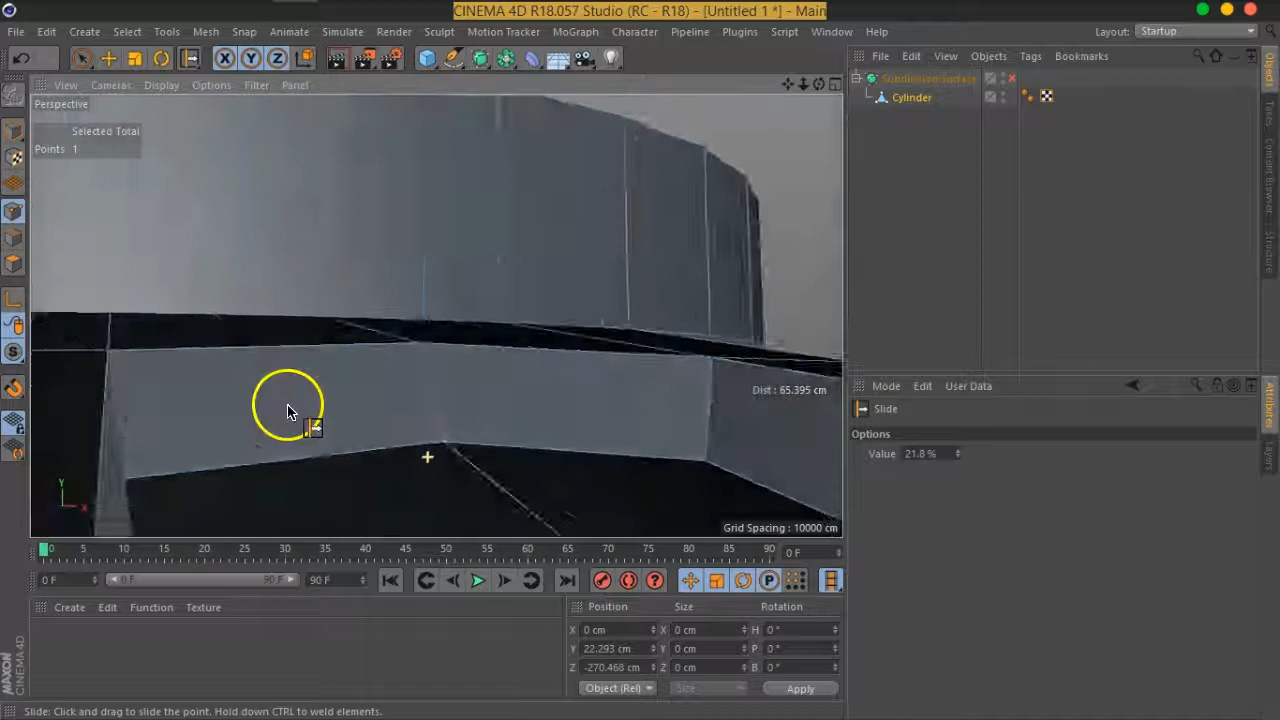 CINEMA 4D R18.057 Studio (RC - R18) - [Untitled 1 *] - Main
File Edit Create Select Tools Mesh Snap Animate Simulate Render Sculpt Motion Tracker MoGraph Character Pipeline Plugins Script Window Help Layout: Startup
X Y Z
View Cameras Display Options Filter Panel
File Edit View Objects Tags Bookmarks
Perspective
Selected Total
Points 1
Subdivision Surface
Cylinder
Objects
Takes
Content Browser
Structure
Dist : 65.395 cm
Y
X
Grid Spacing : 10000 cm
Mode Edit User Data
Slide
Options
Value 21.8 %
Attributes
Layers
0 5 10 15 20 25 30 35 40 45 50 55 60 65 70 75 80 85 90 0 F
0 F 0 F 90 F 90 F
Create Edit Function Texture
Position Size Rotation
X 0 cm X 0 cm H 0 °
Y 22.293 cm Y 0 cm P 0 °
Z -270.468 cm Z 0 cm B 0 °
Object (Rel) Size Apply
MAXON
CINEMA 4D
Slide: Click and drag to slide the point. Hold down CTRL to weld elements.